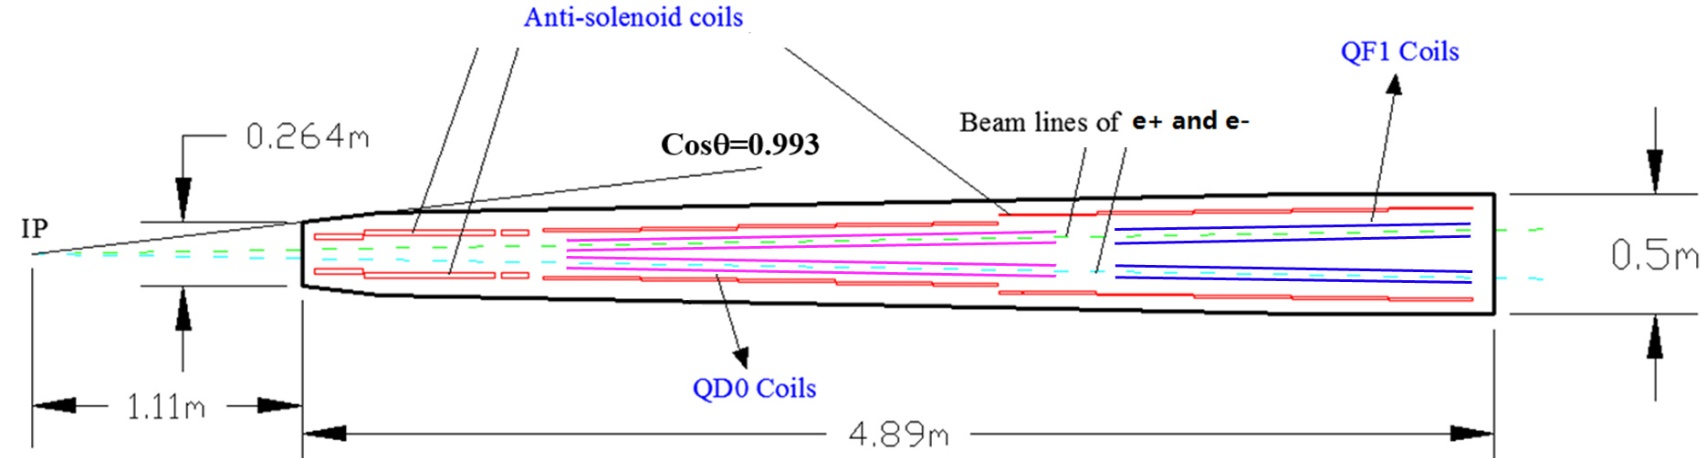 Anti-solenoid coils
QF1 Coils
Beam lines of e+ and e-
0.264m
Cosθ=0.993
IP
0.5m
QD0 Coils
1.11m
4.89m